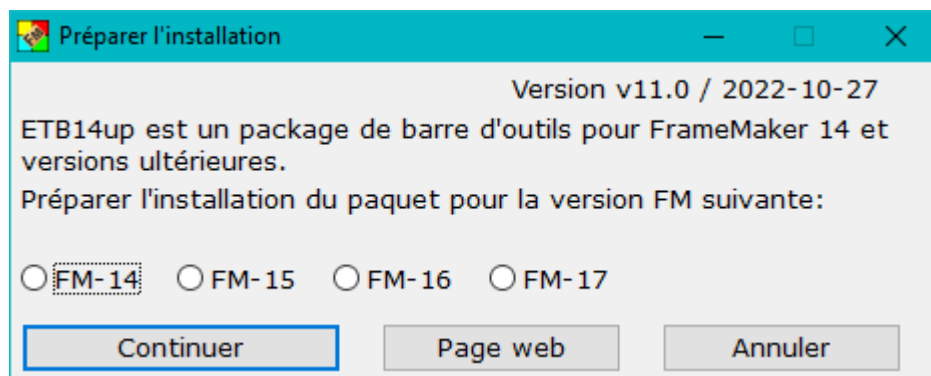 Préparer l'installation
Version v11.0 / 2022-10-27
ETB14up est un package de barre d'outils pour FrameMaker 14 et
versions ultérieures.
Préparer l'installation du paquet pour la version FM suivante:
FM-14 FM-15 FM-16 FM-17
Continuer Page web Annuler